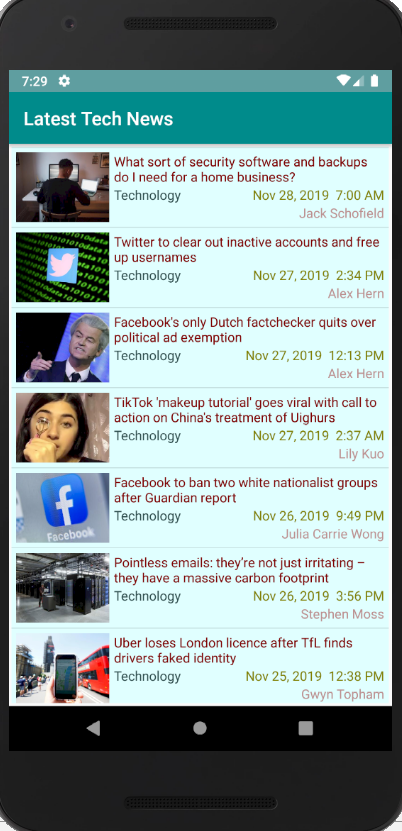 7:29
Latest Tech News
What sort of security software and backups
do I need for a home business?
Technology Nov 28, 2019 7:00 AM
Jack Schofield
Twitter to clear out inactive accounts and free
up usernames
Technology Nov 27, 2019 2:34 PM
Alex Hern
Facebook's only Dutch factchecker quits over
political ad exemption
Technology Nov 27, 2019 12:13 PM
Alex Hern
TikTok 'makeup tutorial' goes viral with call to
action on China's treatment of Uighurs
Technology Nov 27, 2019 2:37 AM
Lily Kuo
Facebook
Facebook to ban two white nationalist groups
after Guardian report
Technology Nov 26, 2019 9:49 PM
Julia Carrie Wong
Pointless emails: they're not just irritating –
they have a massive carbon footprint
Technology Nov 26, 2019 3:56 PM
Stephen Moss
Uber loses London licence after TfL finds
drivers faked identity
Technology Nov 25, 2019 12:38 PM
Gwyn Topham